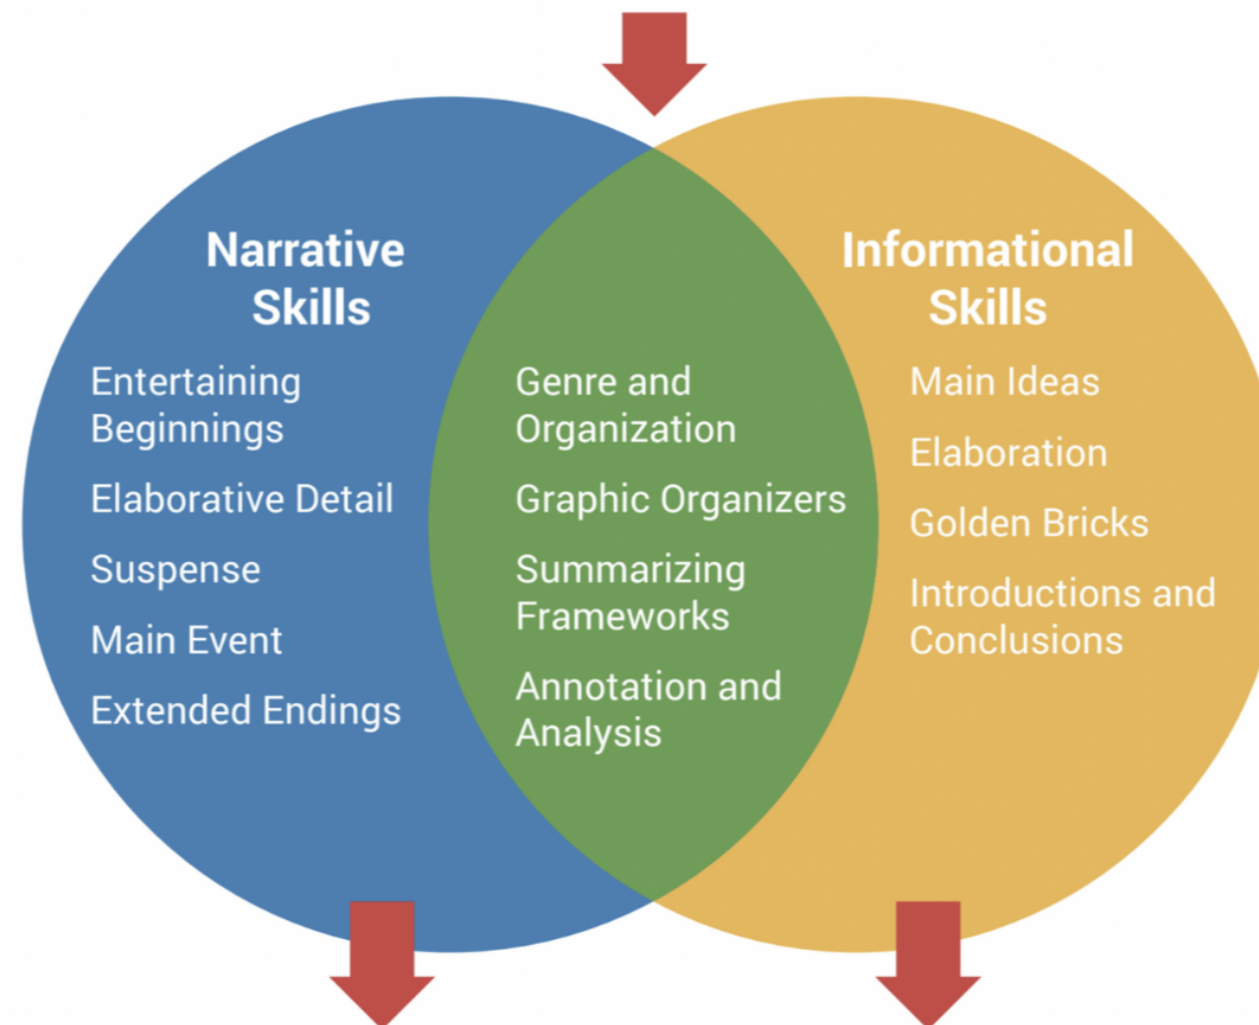 Narrative
Skills
Entertaining
Beginnings
Elaborative Detail
Suspense
Main Event
Extended Endings
Genre and
Organization
Graphic Organizers
Summarizing
Frameworks
Annotation and
Analysis
Informational
Skills
Main Ideas
Elaboration
Golden Bricks
Introductions and
Conclusions